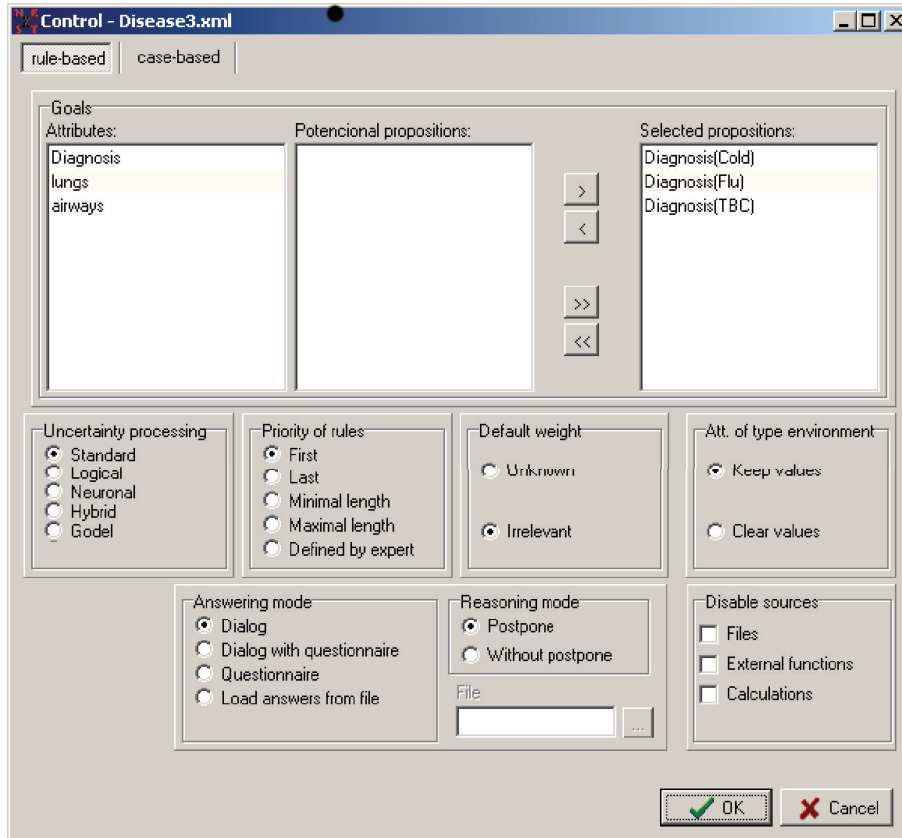 Control - Disease3.xml
rule-based
case-based
Goals
Attributes:
Potencional propositions:
Selected propositions:
Diagnosis
lungs
airways
>
<
>>
<<
Diagnosis(Cold)
Diagnosis(Flu)
Diagnosis(TBC)
Uncertainty processing
Standard
Logical
Neuronal
Hybrid
Godel
Priority of rules
First
Last
Minimal length
Maximal length
Defined by expert
Default weight
Unknown
Irrelevant
Att. of type environment
Keep values
Clear values
Answering mode
Dialog
Dialog with questionnaire
Questionnaire
Load answers from file
Reasoning mode
Postpone
Without postpone
File
...
Disable sources
Files
External functions
Calculations
OK
Cancel